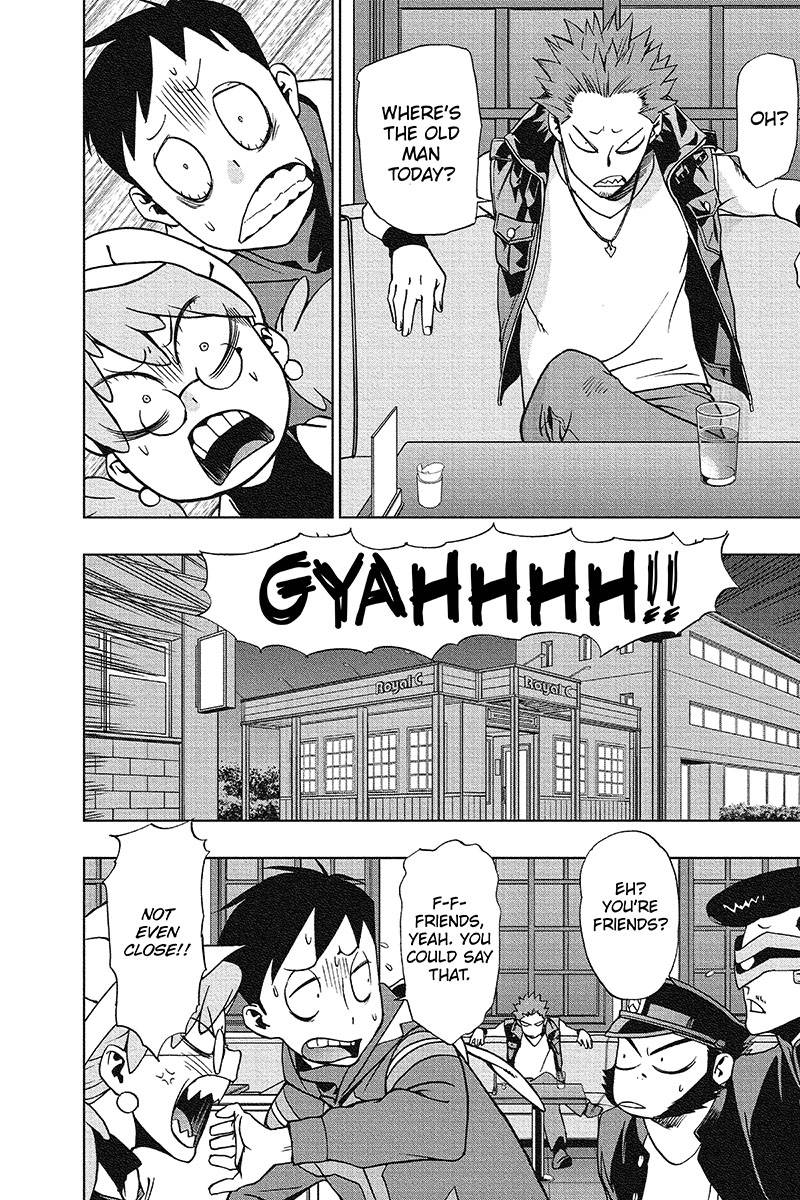 OH?
WHERE'S
THE OLD
MAN
TODAY?
GYAHHHH!!
Royal C
Royal C
EH?
YOU'RE
FRIENDS?
F-F-
FRIENDS,
YEAH. YOU
COULD SAY
THAT.
NOT
EVEN
CLOSE!!